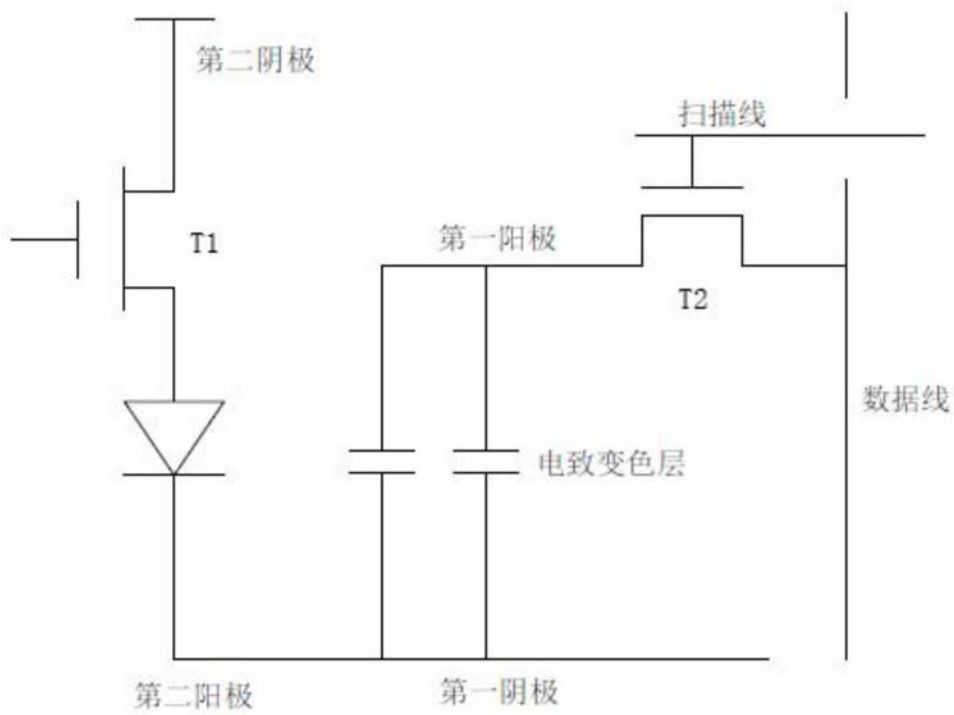 第二阴极
扫描线
T1
第一阳极
T2
数据线
电致变色层
第二阳极
第一阴极